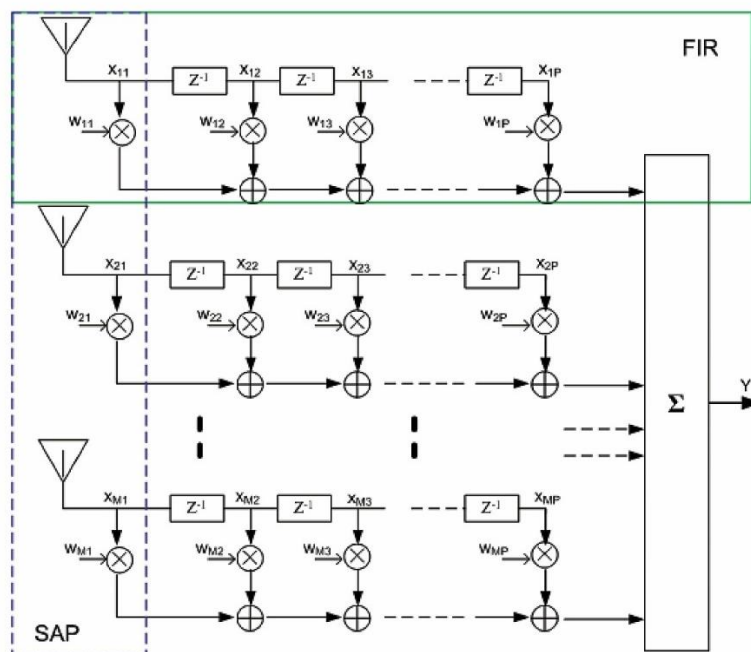 FIR
X11 Z-1 X12 Z-1 X13 Z-1 X1P
W11 W12 W13 W1P
X21 Z-1 X22 Z-1 X23 Z-1 X2P
W21 W22 W23 W2P
Σ
Y
XM1 Z-1 XM2 Z-1 XM3 Z-1 XMP
WM1 WM2 WM3 WMP
SAP